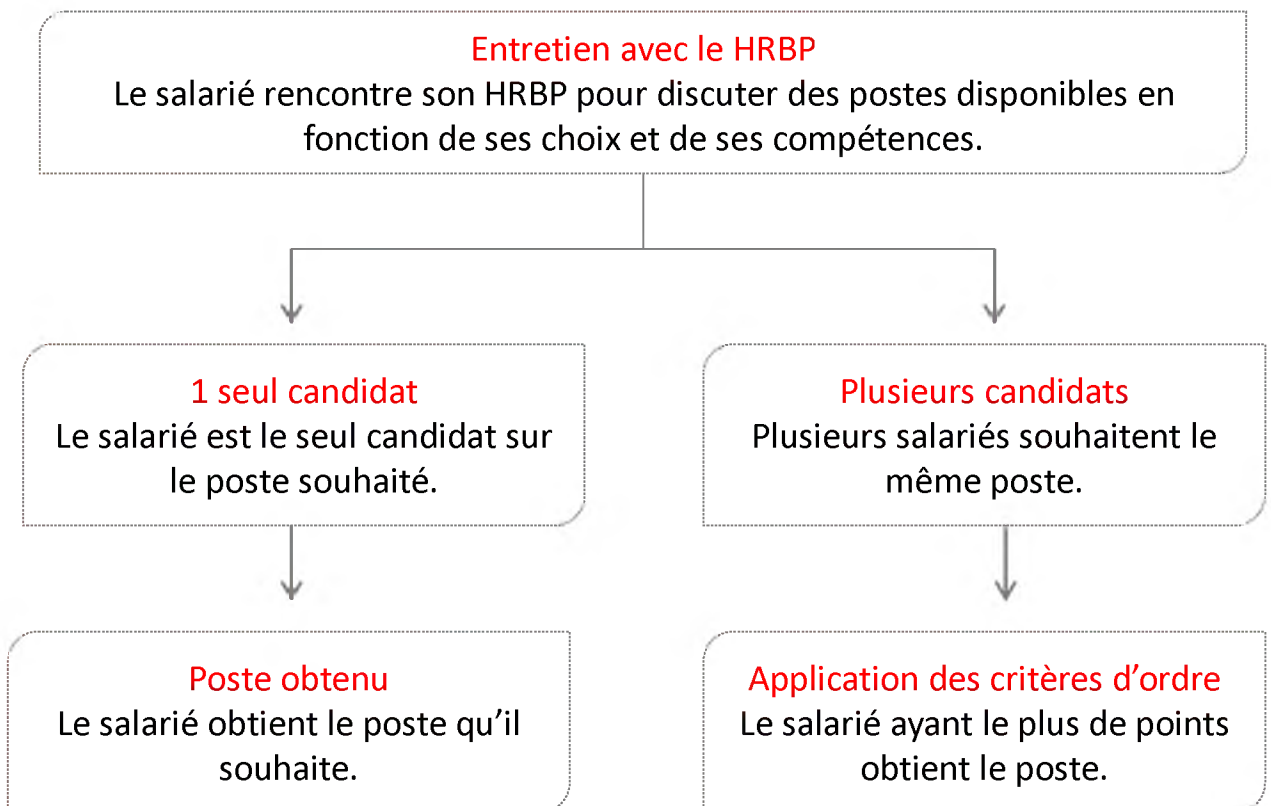 Entretien avec le HRBP
Le salarié rencontre son HRBP pour discuter des postes disponibles en
fonction de ses choix et de ses compétences.
1 seul candidat
Le salarié est le seul candidat sur
le poste souhaité.
Plusieurs candidats
Plusieurs salariés souhaitent le
même poste.
Poste obtenu
Le salarié obtient le poste qu’il
souhaite.
Application des critères d’ordre
Le salarié ayant le plus de points
obtient le poste.